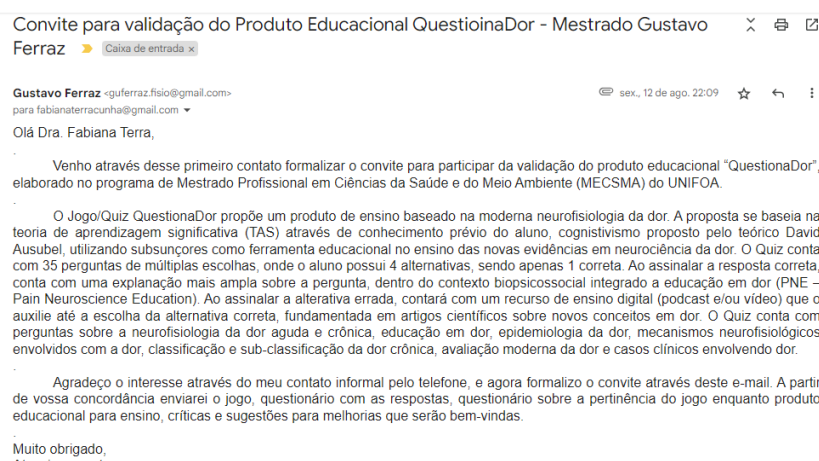 Convite para validação do Produto Educacional QuestioinaDor - Mestrado Gustavo
Ferraz Caixa de entrada ×
Gustavo Ferraz <guferraz.fisio@gmail.com> sex., 12 de ago. 22:09
para fabianaterracunha@gmail.com
Olá Dra. Fabiana Terra,
.
Venho através desse primeiro contato formalizar o convite para participar da validação do produto educacional “QuestionaDor”,
elaborado no programa de Mestrado Profissional em Ciências da Saúde e do Meio Ambiente (MECSMA) do UNIFOA.
.
O Jogo/Quiz QuestionaDor propõe um produto de ensino baseado na moderna neurofisiologia da dor. A proposta se baseia na
teoria de aprendizagem significativa (TAS) através de conhecimento prévio do aluno, cognistivismo proposto pelo teórico David
Ausubel, utilizando subsunçores como ferramenta educacional no ensino das novas evidências em neurociência da dor. O Quiz conta
com 35 perguntas de múltiplas escolhas, onde o aluno possui 4 alternativas, sendo apenas 1 correta. Ao assinalar a resposta correta,
conta com uma explanação mais ampla sobre a pergunta, dentro do contexto biopsicossocial integrado a educação em dor (PNE –
Pain Neuroscience Education). Ao assinalar a alterativa errada, contará com um recurso de ensino digital (podcast e/ou vídeo) que o
auxilie até a escolha da alternativa correta, fundamentada em artigos científicos sobre novos conceitos em dor. O Quiz conta com
perguntas sobre a neurofisiologia da dor aguda e crônica, educação em dor, epidemiologia da dor, mecanismos neurofisiológicos
envolvidos com a dor, classificação e sub-classificação da dor crônica, avaliação moderna da dor e casos clínicos envolvendo dor.
.
Agradeço o interesse através do meu contato informal pelo telefone, e agora formalizo o convite através deste e-mail. A partir
de vossa concordância enviarei o jogo, questionário com as respostas, questionário sobre a pertinência do jogo enquanto produto
educacional para ensino, críticas e sugestões para melhorias que serão bem-vindas.
.
Muito obrigado,